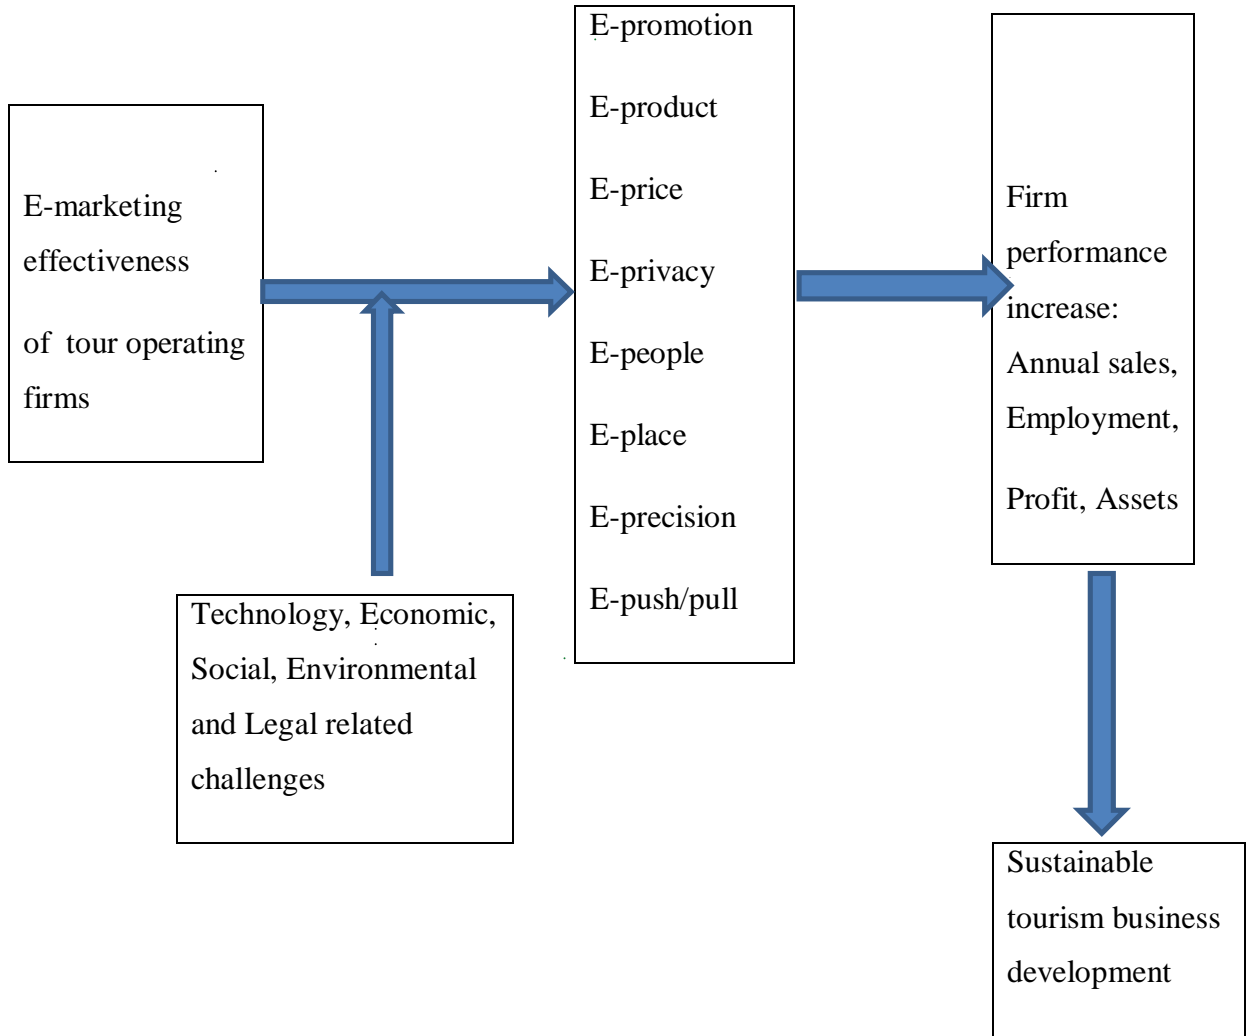 E-marketing
effectiveness
of tour operating
firms
Technology, Economic,
Social, Environmental
and Legal related
challenges
E-promotion
E-product
E-price
E-privacy
E-people
E-place
E-precision
E-push/pull
Firm
performance
increase:
Annual sales,
Employment,
Profit, Assets
Sustainable
tourism business
development